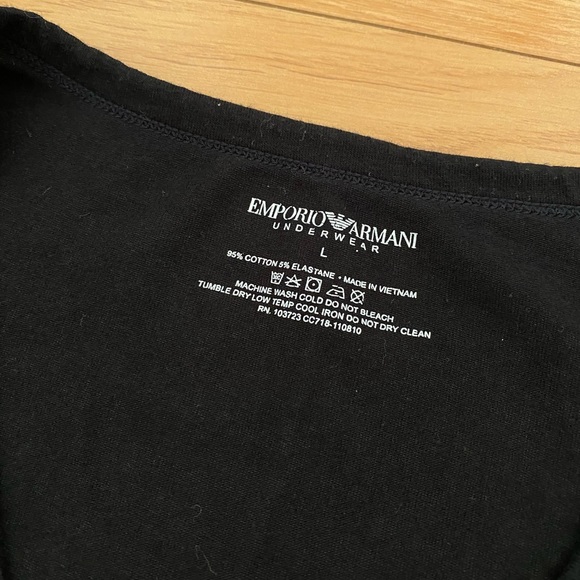 EMPORIO ARMANI
UNDERWEAR
L
95% COTTON 5% ELASTANE • MADE IN VIETNAM
MACHINE WASH COLD DO NOT BLEACH
TUMBLE DRY LOW TEMP COOL IRON DO NOT DRY CLEAN
RN. 103723 CC718-110810